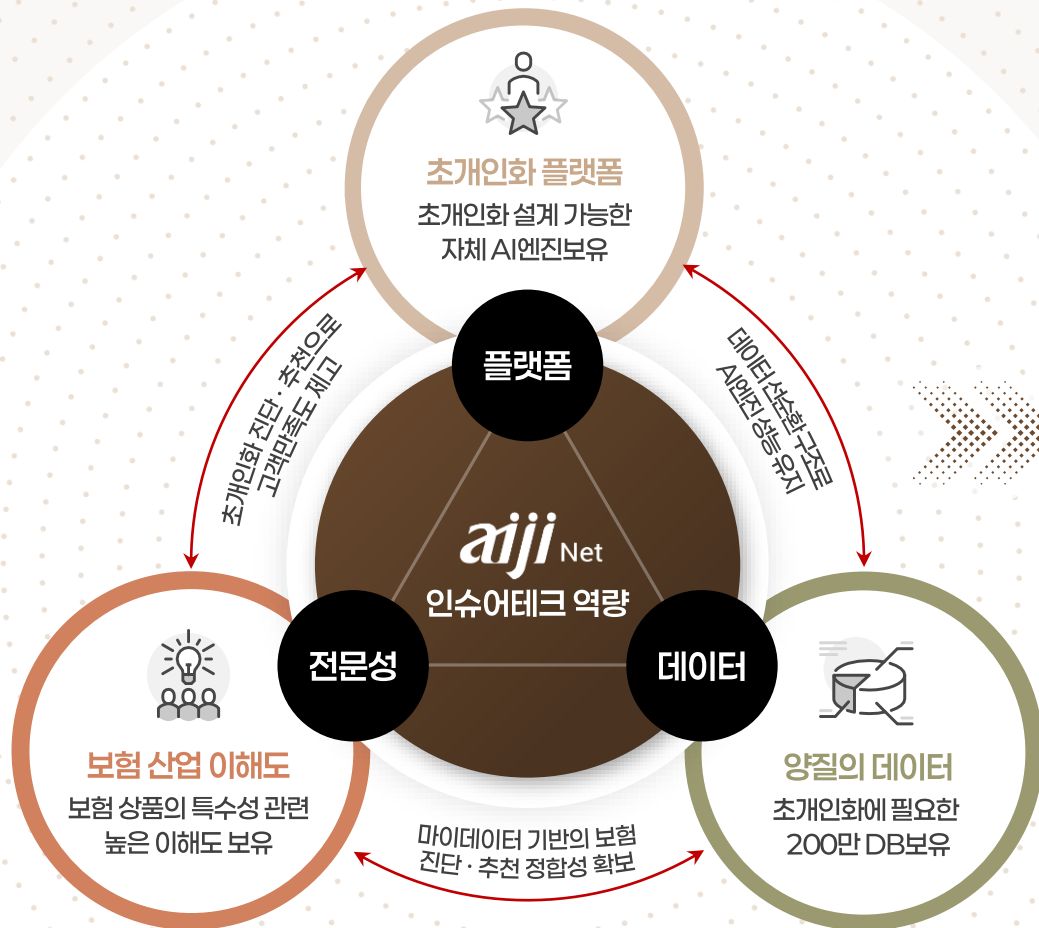 초개인화 플랫폼
초개인화 설계 가능한
자체 AI엔진보유
플랫폼
초개인화 진단 · 추천으로
고객만족도 제고
데이터 선순환 구조로
AI엔진 성능 유지
aiji Net
인슈어테크 역량
전문성
데이터
보험 산업 이해도
보험 상품의 특수성 관련
높은 이해도 보유
양질의 데이터
초개인화에 필요한
200만 DB보유
마이데이터 기반의 보험
진단 · 추천 정합성 확보